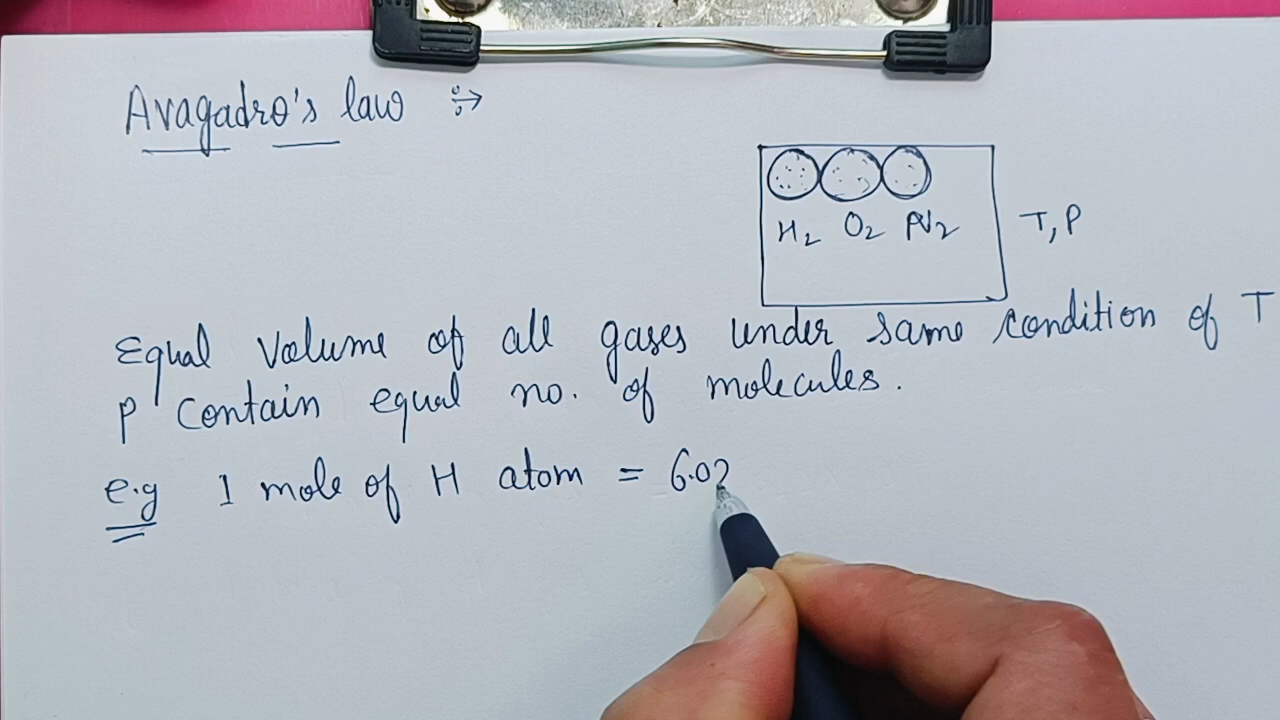 Avagadro's law
H2 O2 N2 T, P
Equal volume of all gases under same condition of T
P contain equal no. of molecules.
e.g 1 mole of H atom = 6.02